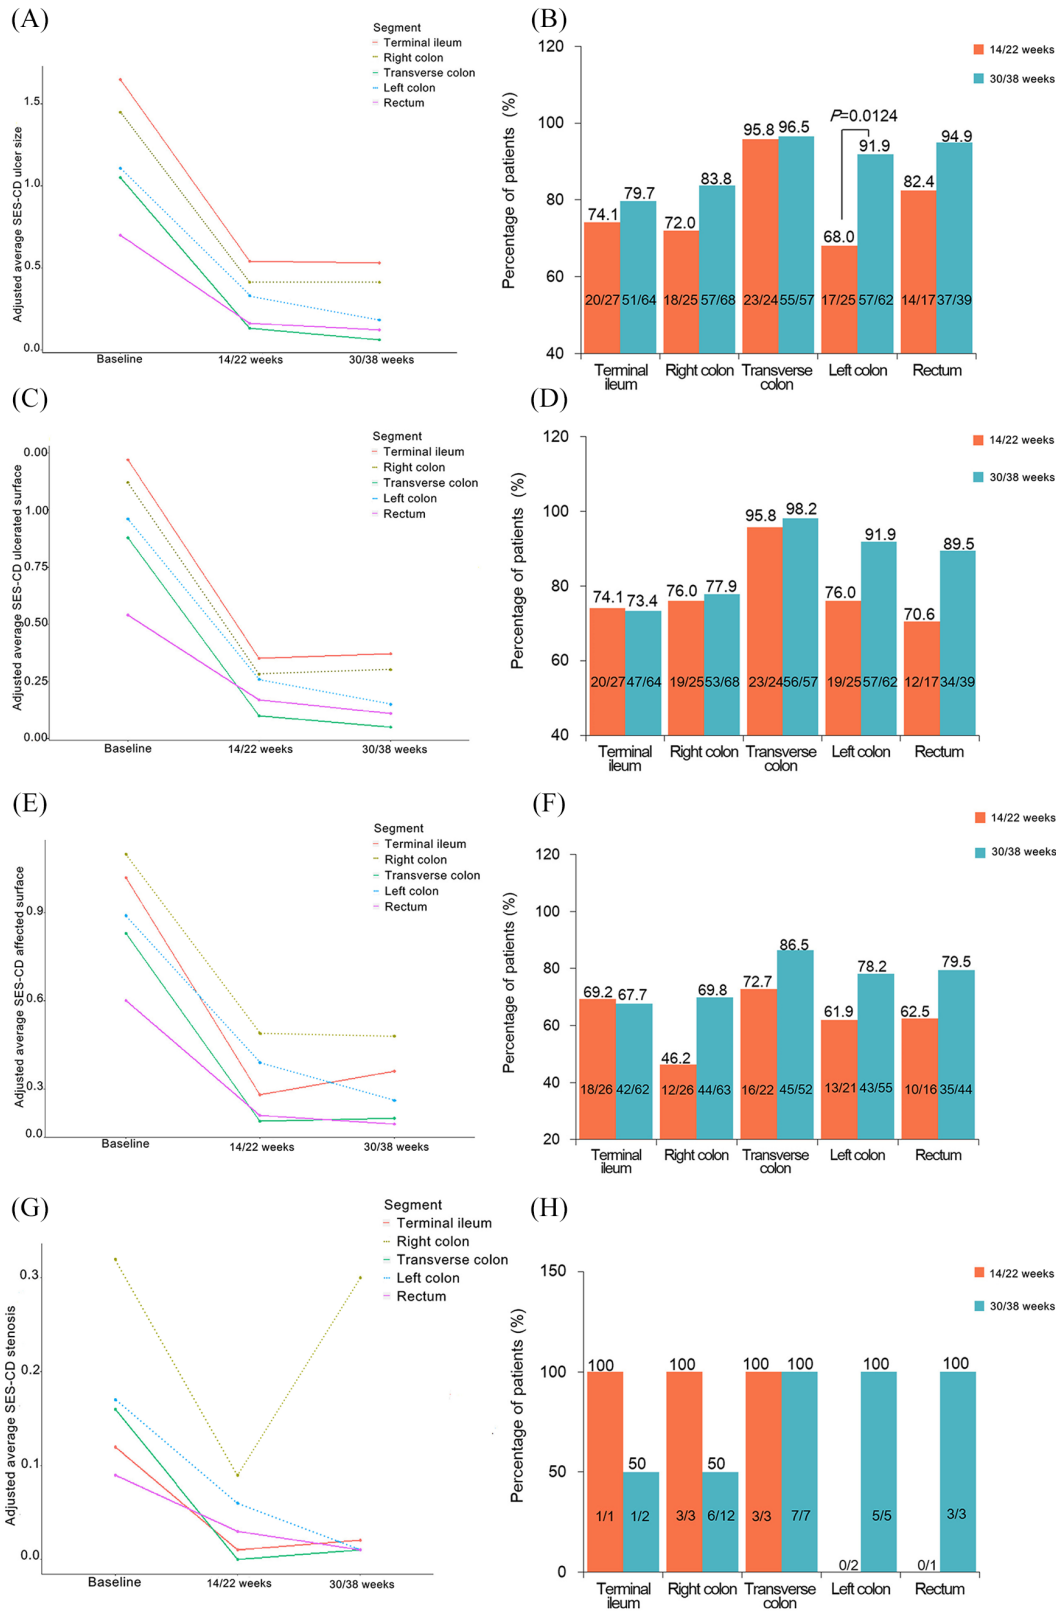 (A)
Segment
Terminal ileum
Right colon
Transverse colon
Left colon
Rectum
Adjusted average SES-CD ulcer size
1.5
1.0
0.5
0.0
Baseline 14/22 weeks 30/38 weeks
(B)
14/22 weeks
30/38 weeks
Percentage of patients (%)
120
100
80
60
40
P=0.0124
74.1 79.7 72.0 83.8 95.8 96.5 68.0 91.9 82.4 94.9
20/27 51/64 18/25 57/68 23/24 55/57 17/25 57/62 14/17 37/39
Terminal ileum Right colon Transverse colon Left colon Rectum
(C)
Segment
Terminal ileum
Right colon
Transverse colon
Left colon
Rectum
Adjusted average SES-CD ulcerated surface
0.00
1.00
0.75
0.50
0.25
0.00
Baseline 14/22 weeks 30/38 weeks
(D)
14/22 weeks
30/38 weeks
Percentage of patients (%)
120
100
80
60
40
74.1 73.4 76.0 77.9 95.8 98.2 76.0 91.9 70.6 89.5
20/27 47/64 19/25 53/68 23/24 56/57 19/25 57/62 12/17 34/39
Terminal ileum Right colon Transverse colon Left colon Rectum
(E)
Segment
Terminal ileum
Right colon
Transverse colon
Left colon
Rectum
Adjusted average SES-CD affected surface
0.9
0.6
0.3
0.0
Baseline 14/22 weeks 30/38 weeks
(F)
14/22 weeks
30/38 weeks
Percentage of patients (%)
120
100
80
60
40
20
69.2 67.7 46.2 69.8 72.7 86.5 61.9 78.2 62.5 79.5
18/26 42/62 12/26 44/63 16/22 45/52 13/21 43/55 10/16 35/44
Terminal ileum Right colon Transverse colon Left colon Rectum
(G)
Segment
Terminal ileum
Right colon
Transverse colon
Left colon
Rectum
Adjusted average SES-CD stenosis
0.3
0.2
0.1
0.0
Baseline 14/22 weeks 30/38 weeks
(H)
14/22 weeks
30/38 weeks
Percentage of patients (%)
150
100
50
0
100 50 100 50 100 100 100 100
1/1 1/2 3/3 6/12 3/3 7/7 0/2 5/5 0/1 3/3
Terminal ileum Right colon Transverse colon Left colon Rectum